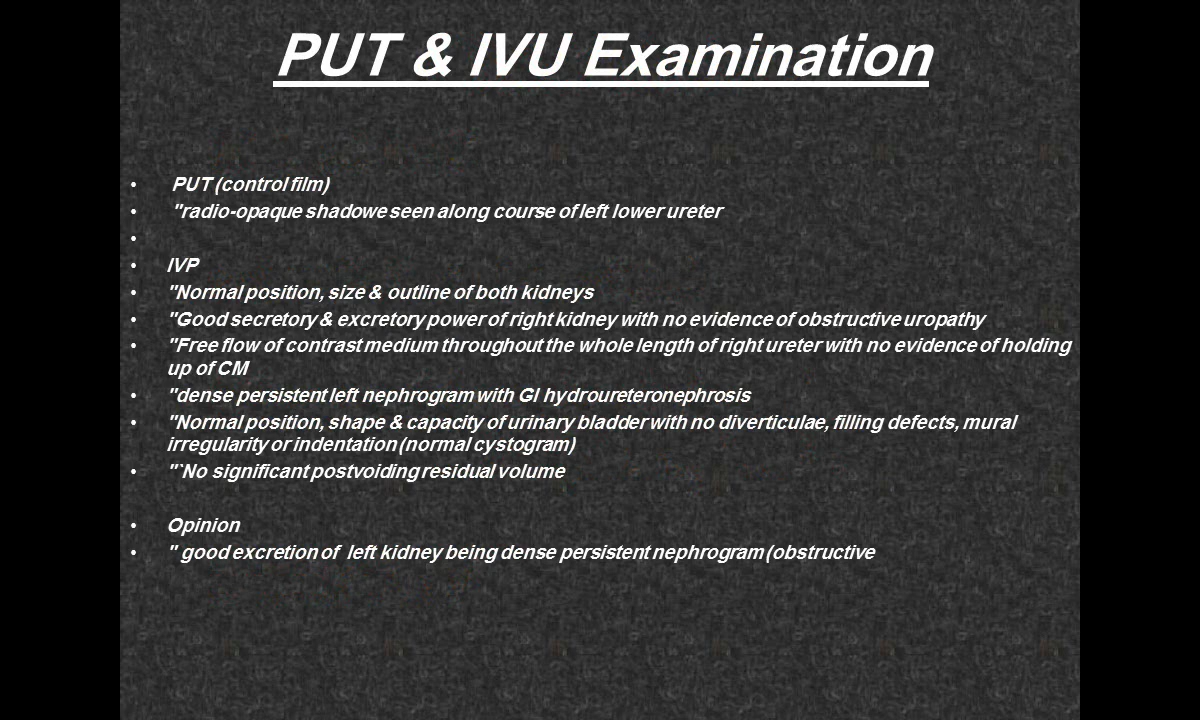 PUT & IVU Examination
• PUT (control film)
• "radio-opaque shadowe seen along course of left lower ureter
•
• IVP
• "Normal position, size & outline of both kidneys
• "Good secretory & excretory power of right kidney with no evidence of obstructive uropathy
• "Free flow of contrast medium throughout the whole length of right ureter with no evidence of holding
up of CM
• "dense persistent left nephrogram with GI hydroureteronephrosis
• "Normal position, shape & capacity of urinary bladder with no diverticulae, filling defects, mural
irregularity or indentation (normal cystogram)
• "`No significant postvoiding residual volume
• Opinion
• " good excretion of left kidney being dense persistent nephrogram (obstructive